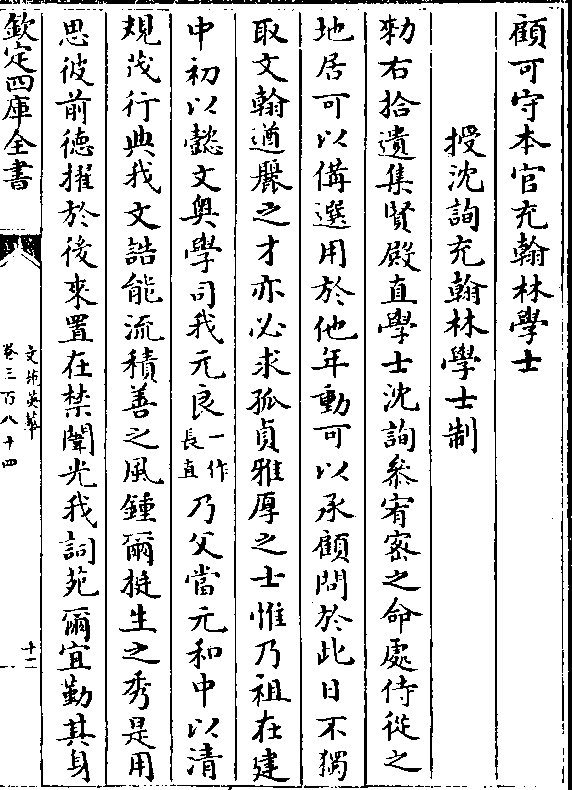 顧可守本官充翰林學士
授沈詢充翰林學士制
勑右拾遺集賢殿直學士沈詢叅宥密之命處侍從之
地居可以備選用於他年動可以承顧問於此日不獨
取文翰遒麗之才亦必求孤貞雅厚之士惟乃祖在建
中初以懿文奧學司我元良一作長直乃父當元和中以清
規茂行典我文誥能流積善之風鍾爾挺生之秀是用
思彼前德擢於後來置在禁闈光我詞苑爾宜勤其身
欽定四庫全書
文苑英華
卷三百八十四
十二